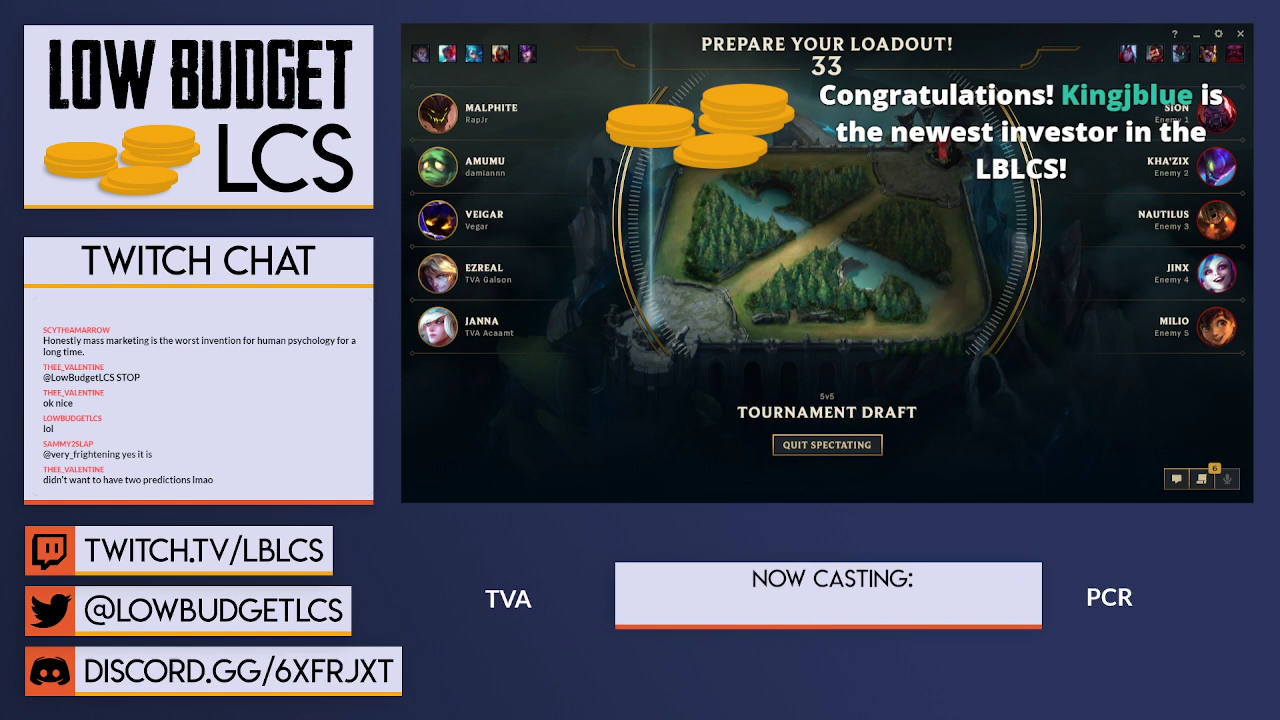 LOW BUDGET
LCS
TWITCH CHAT
SCYTHIAMARROW
Honestly mass marketing is the worst invention for human psychology for a
long time.
THEE_VALENTINE
@LowBudgetLCS STOP
THEE_VALENTINE
ok nice
LOWBUDGETLCS
lol
SAMMY2SLAP
@very_frightening yes it is
THEE_VALENTINE
didn't want to have two predictions lmao
TWITCH.TV/LBLCS
@LOWBUDGETLCS
DISCORD.GG/6XFRJXT
PREPARE YOUR LOADOUT!
33
?
Congratulations! Kingjblue is
the newest investor in the
LBLCS!
MALPHITE
RapJr
AMUMU
damiannn
VEIGAR
Vegar
EZREAL
TVA Galson
JANNA
TVA Acaamt
SION
Enemy 1
KHA'ZIX
Enemy 2
NAUTILUS
Enemy 3
JINX
Enemy 4
MILIO
Enemy 5
5v5
TOURNAMENT DRAFT
QUIT SPECTATING
6
TVA
NOW CASTING:
PCR